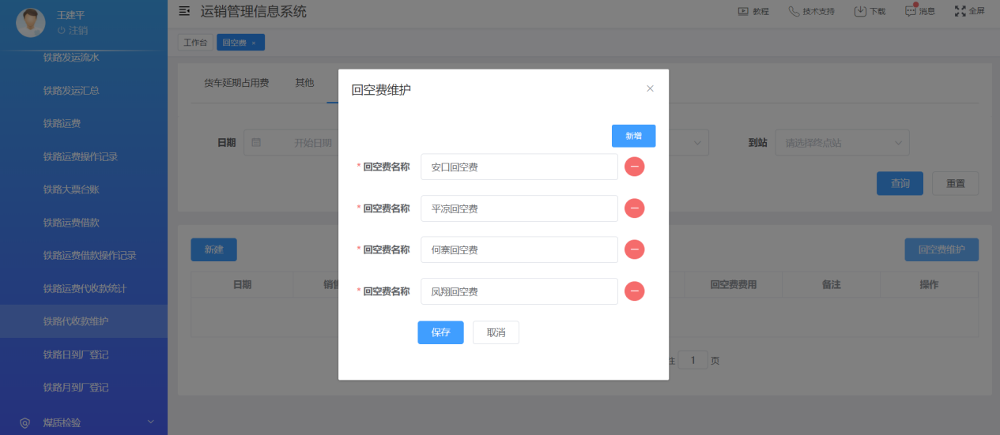 王建平
注销
铁路发运流水
铁路发运汇总
铁路运费
铁路运费操作记录
铁路大票台账
铁路运费借款
铁路运费借款操作记录
铁路运费代收款统计
铁路代收款维护
铁路日到厂登记
铁路月到厂登记
煤质检验
运销管理信息系统
教程 技术支持 下载 消息 全屏
工作台 回空费 ×
货车延期占用费 其他
日期 开始日期 到站 请选择终点站
查询 重置
新建 回空费维护
日期 销售 回空费费用 备注 操作
往 1 页
回空费维护
新增
* 回空费名称 安口回空费
* 回空费名称 平凉回空费
* 回空费名称 何寨回空费
* 回空费名称 凤翔回空费
保存 取消